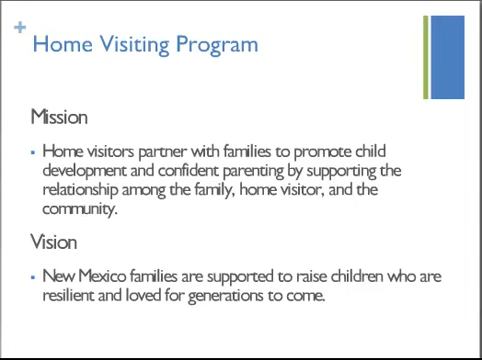 +
Home Visiting Program
Mission
▪ Home visitors partner with families to promote child
development and confident parenting by supporting the
relationship among the family, home visitor, and the
community.
Vision
▪ New Mexico families are supported to raise children who are
resilient and loved for generations to come.